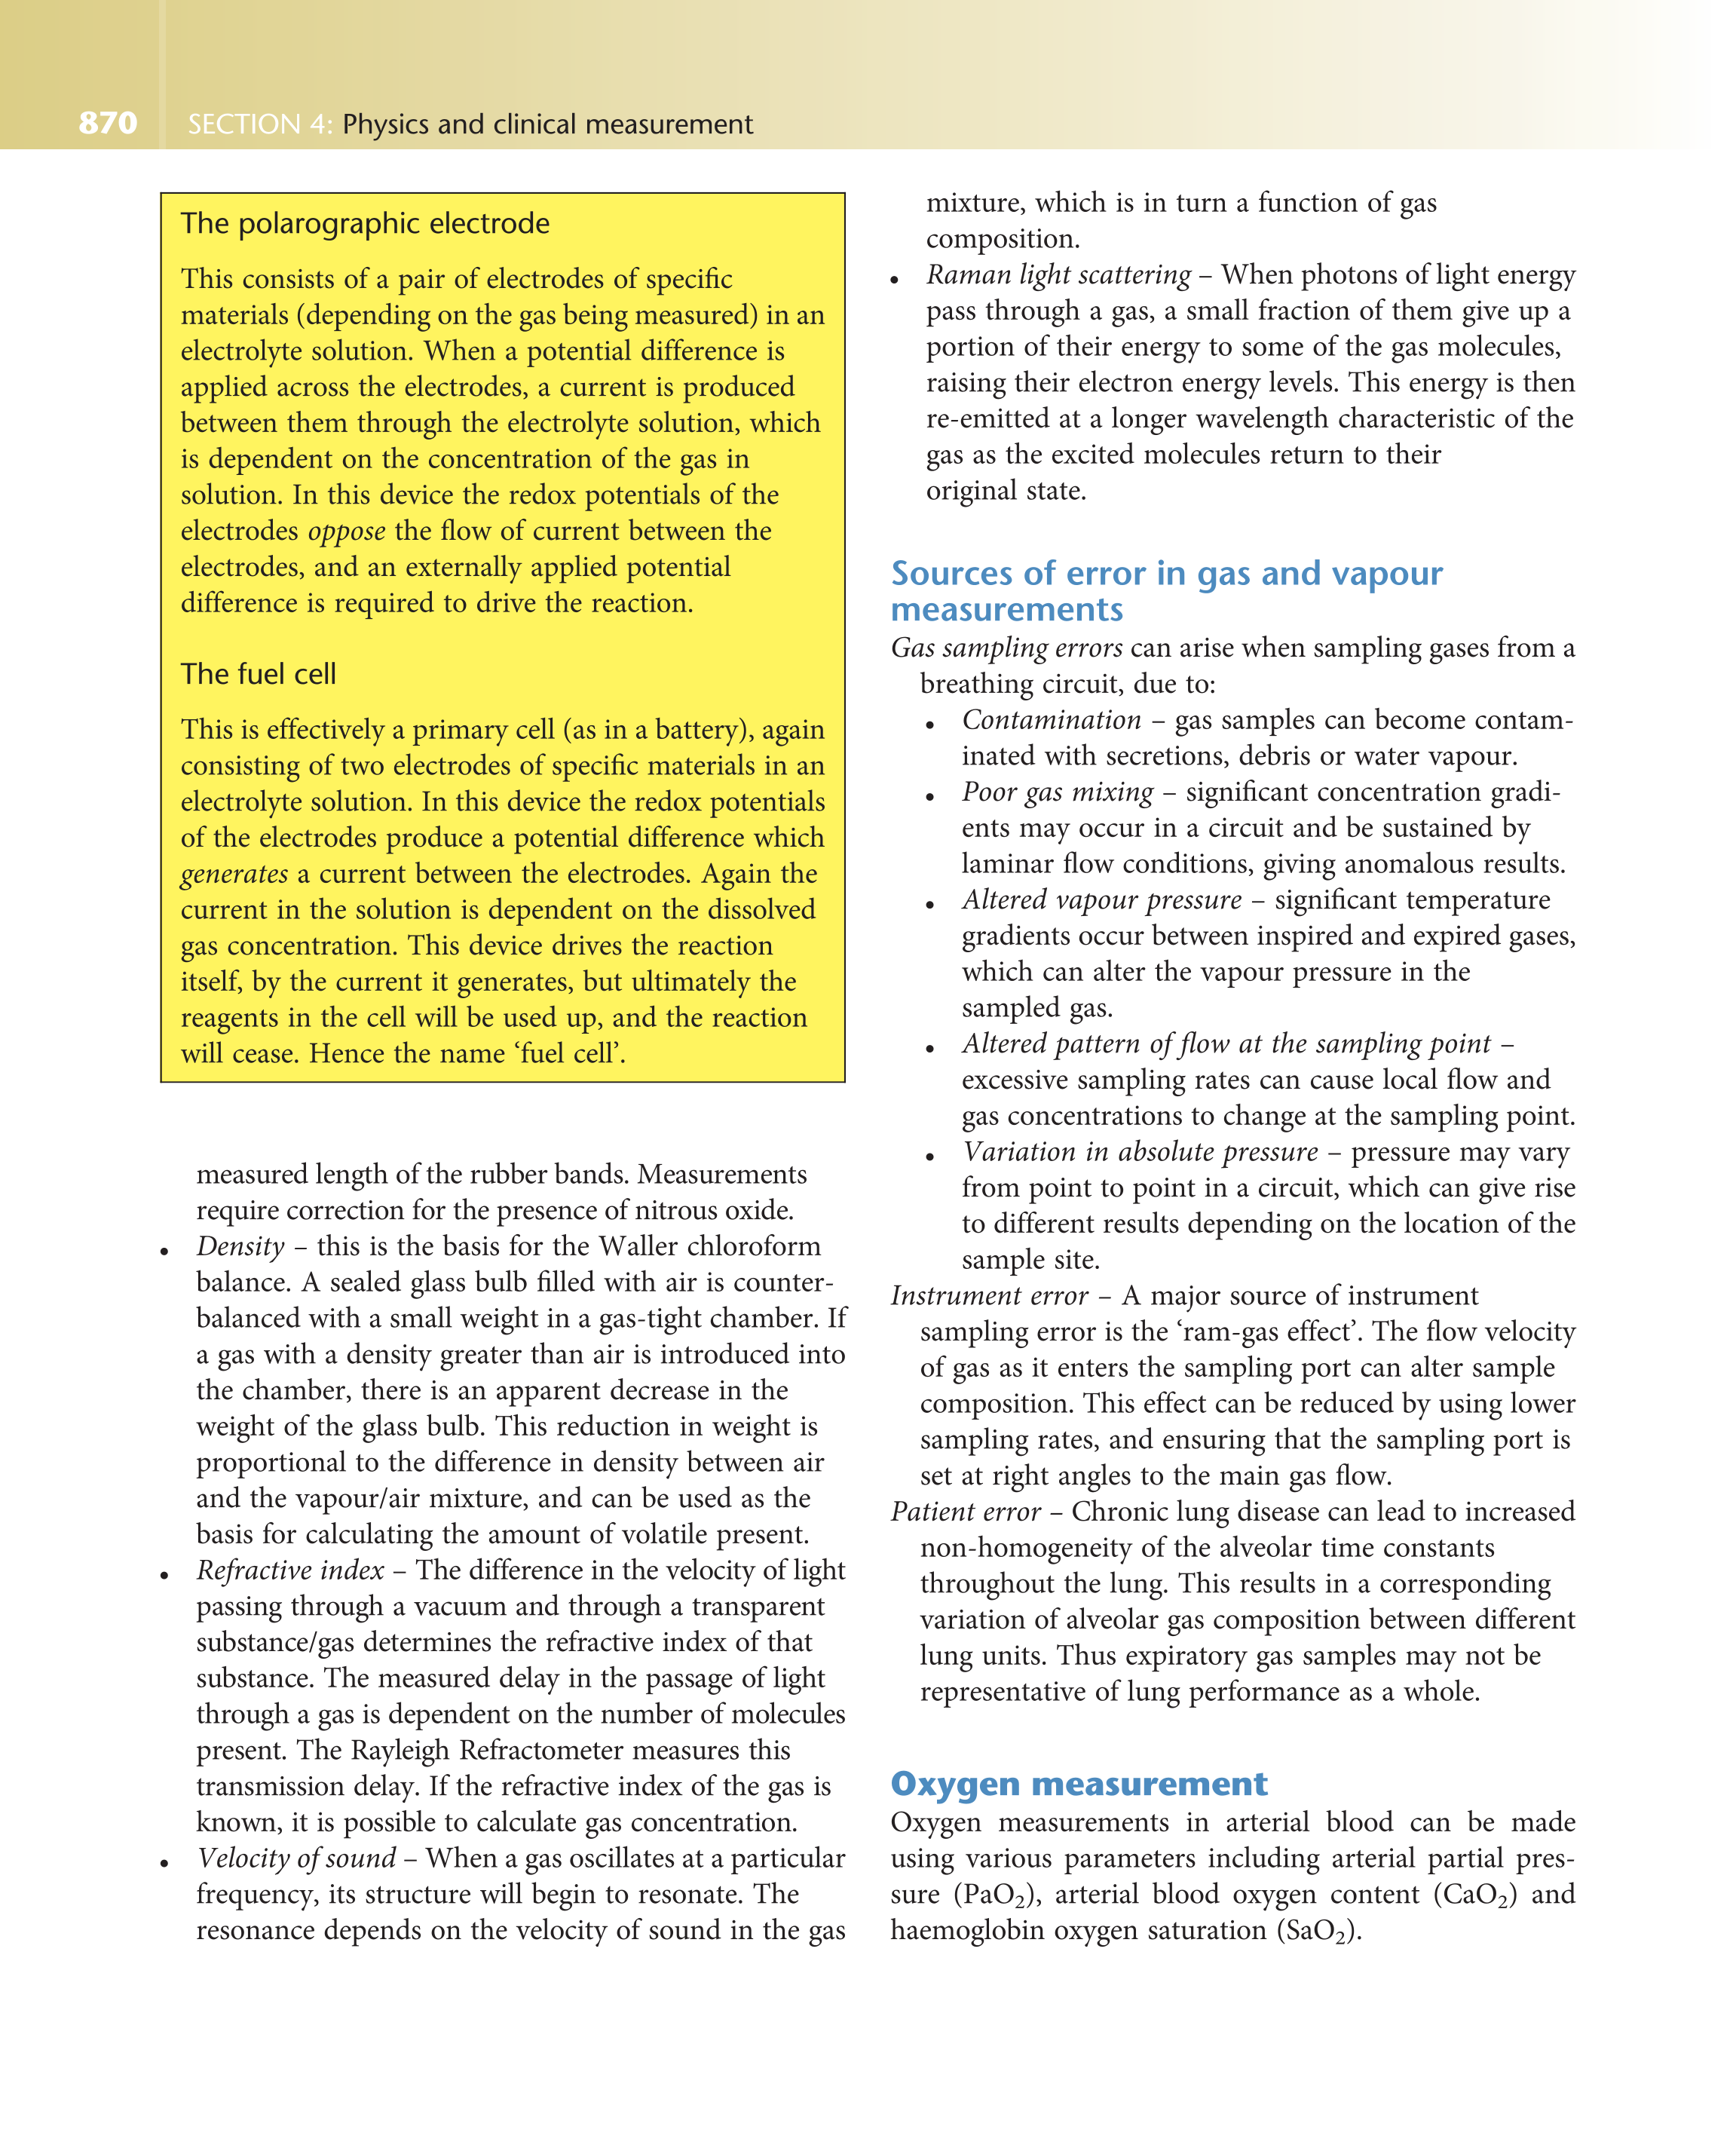 870 SECTION 4: Physics and clinical measurement
The polarographic electrode
This consists of a pair of electrodes of specific
materials (depending on the gas being measured) in an
electrolyte solution. When a potential difference is
applied across the electrodes, a current is produced
between them through the electrolyte solution, which
is dependent on the concentration of the gas in
solution. In this device the redox potentials of the
electrodes oppose the flow of current between the
electrodes, and an externally applied potential
difference is required to drive the reaction.
The fuel cell
This is effectively a primary cell (as in a battery), again
consisting of two electrodes of specific materials in an
electrolyte solution. In this device the redox potentials
of the electrodes produce a potential difference which
generates a current between the electrodes. Again the
current in the solution is dependent on the dissolved
gas concentration. This device drives the reaction
itself, by the current it generates, but ultimately the
reagents in the cell will be used up, and the reaction
will cease. Hence the name ‘fuel cell’.
measured length of the rubber bands. Measurements
require correction for the presence of nitrous oxide.
• Density – this is the basis for the Waller chloroform
balance. A sealed glass bulb filled with air is counter-
balanced with a small weight in a gas-tight chamber. If
a gas with a density greater than air is introduced into
the chamber, there is an apparent decrease in the
weight of the glass bulb. This reduction in weight is
proportional to the difference in density between air
and the vapour/air mixture, and can be used as the
basis for calculating the amount of volatile present.
• Refractive index – The difference in the velocity of light
passing through a vacuum and through a transparent
substance/gas determines the refractive index of that
substance. The measured delay in the passage of light
through a gas is dependent on the number of molecules
present. The Rayleigh Refractometer measures this
transmission delay. If the refractive index of the gas is
known, it is possible to calculate gas concentration.
• Velocity of sound – When a gas oscillates at a particular
frequency, its structure will begin to resonate. The
resonance depends on the velocity of sound in the gas
mixture, which is in turn a function of gas
composition.
• Raman light scattering – When photons of light energy
pass through a gas, a small fraction of them give up a
portion of their energy to some of the gas molecules,
raising their electron energy levels. This energy is then
re-emitted at a longer wavelength characteristic of the
gas as the excited molecules return to their
original state.
Sources of error in gas and vapour
measurements
Gas sampling errors can arise when sampling gases from a
breathing circuit, due to:
• Contamination – gas samples can become contam-
inated with secretions, debris or water vapour.
• Poor gas mixing – significant concentration gradi-
ents may occur in a circuit and be sustained by
laminar flow conditions, giving anomalous results.
• Altered vapour pressure – significant temperature
gradients occur between inspired and expired gases,
which can alter the vapour pressure in the
sampled gas.
• Altered pattern of flow at the sampling point –
excessive sampling rates can cause local flow and
gas concentrations to change at the sampling point.
• Variation in absolute pressure – pressure may vary
from point to point in a circuit, which can give rise
to different results depending on the location of the
sample site.
Instrument error – A major source of instrument
sampling error is the ‘ram-gas effect’. The flow velocity
of gas as it enters the sampling port can alter sample
composition. This effect can be reduced by using lower
sampling rates, and ensuring that the sampling port is
set at right angles to the main gas flow.
Patient error – Chronic lung disease can lead to increased
non-homogeneity of the alveolar time constants
throughout the lung. This results in a corresponding
variation of alveolar gas composition between different
lung units. Thus expiratory gas samples may not be
representative of lung performance as a whole.
Oxygen measurement
Oxygen measurements in arterial blood can be made
using various parameters including arterial partial pres-
sure (PaO₂), arterial blood oxygen content (CaO₂) and
haemoglobin oxygen saturation (SaO₂).